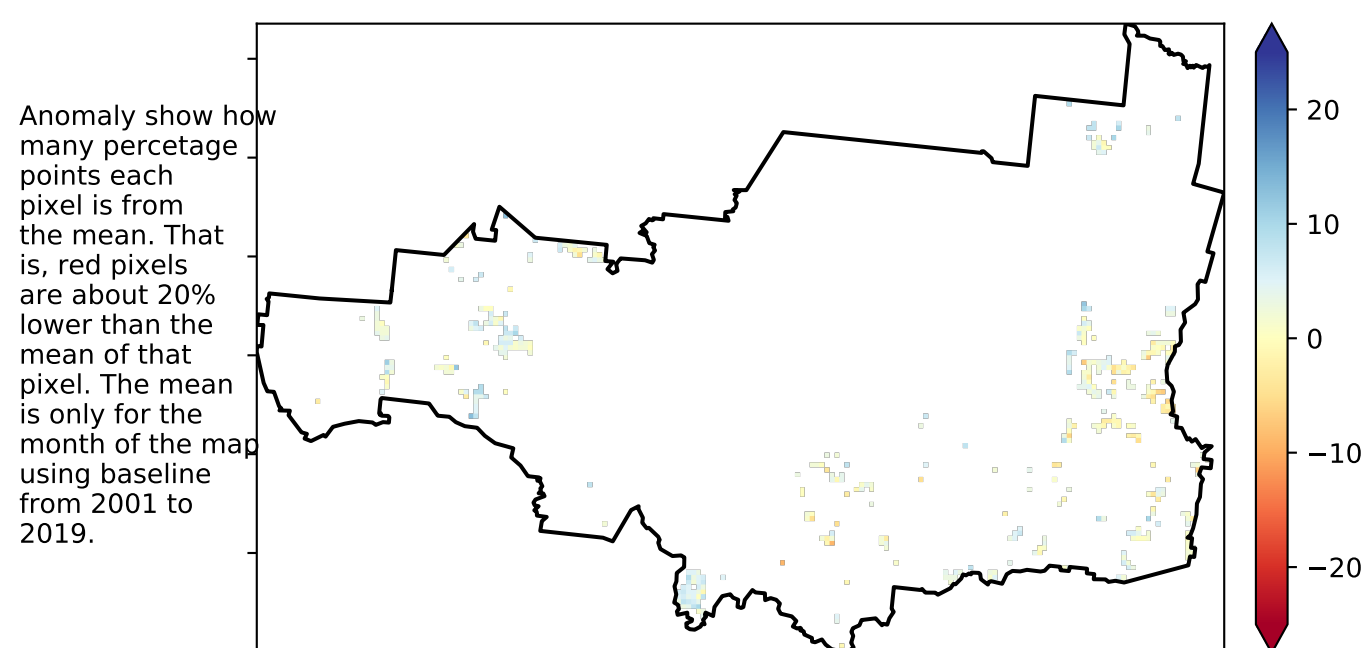 Anomaly show how
many percetage
points each
pixel is from
the mean. That
is, red pixels
are about 20%
lower than the
mean of that
pixel. The mean
is only for the
month of the map
using baseline
from 2001 to
2019.
20
10
0
−10
−20